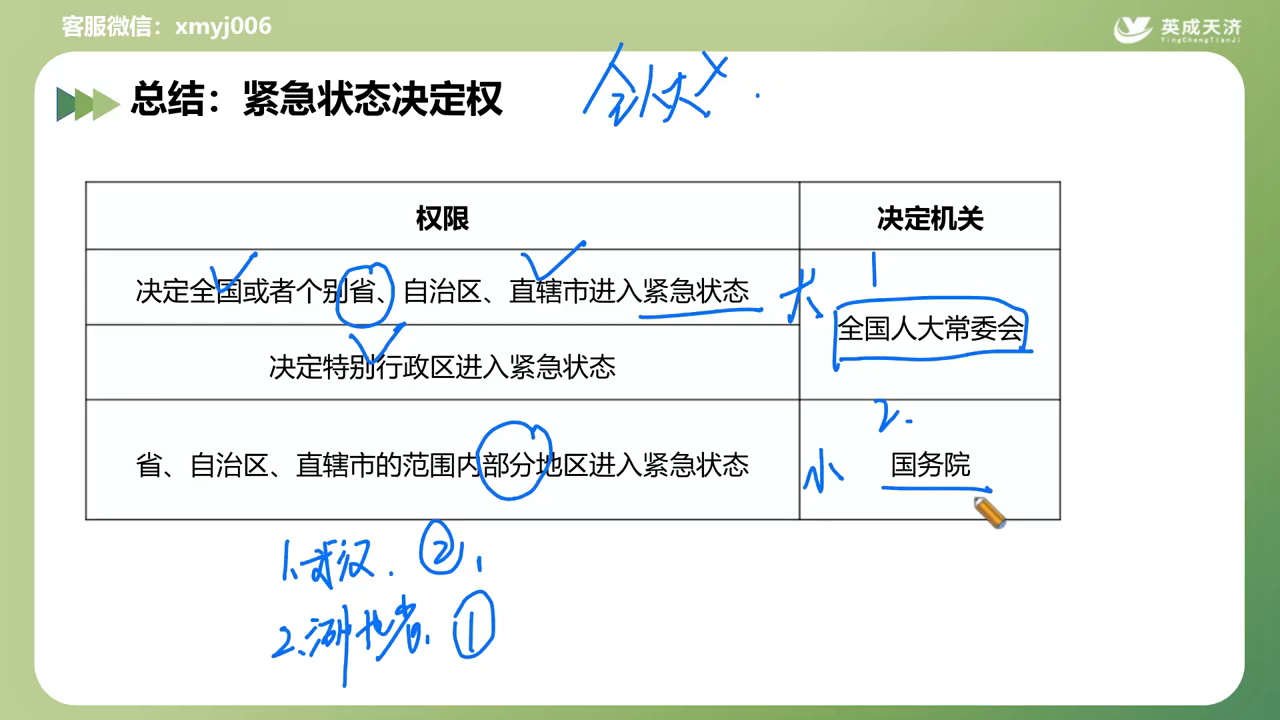 客服微信：xmyj006
英成天济
YingChengTianJi
总结：紧急状态决定权
全人大 X
权限
决定机关
决定全国或者个别省、自治区、直辖市进入紧急状态
大
1
全国人大常委会
决定特别行政区进入紧急状态
2.
省、自治区、直辖市的范围内部分地区进入紧急状态
小
国务院
1、武汉. ②
2、湖北省、①